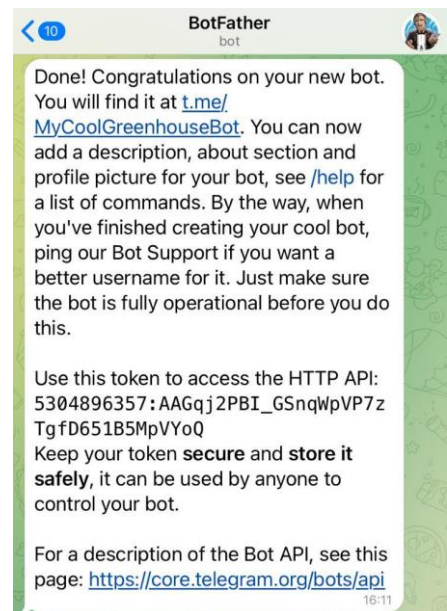 10
BotFather
bot
Done! Congratulations on your new bot.
You will find it at t.me/
MyCoolGreenhouseBot. You can now
add a description, about section and
profile picture for your bot, see /help for
a list of commands. By the way, when
you've finished creating your cool bot,
ping our Bot Support if you want a
better username for it. Just make sure
the bot is fully operational before you do
this.
Use this token to access the HTTP API:
5304896357:AAGqj2PBI_GSnqWpVP7z
TgfD651B5MpVYoQ
Keep your token secure and store it
safely, it can be used by anyone to
control your bot.
For a description of the Bot API, see this
page: https://core.telegram.org/bots/api
16:11